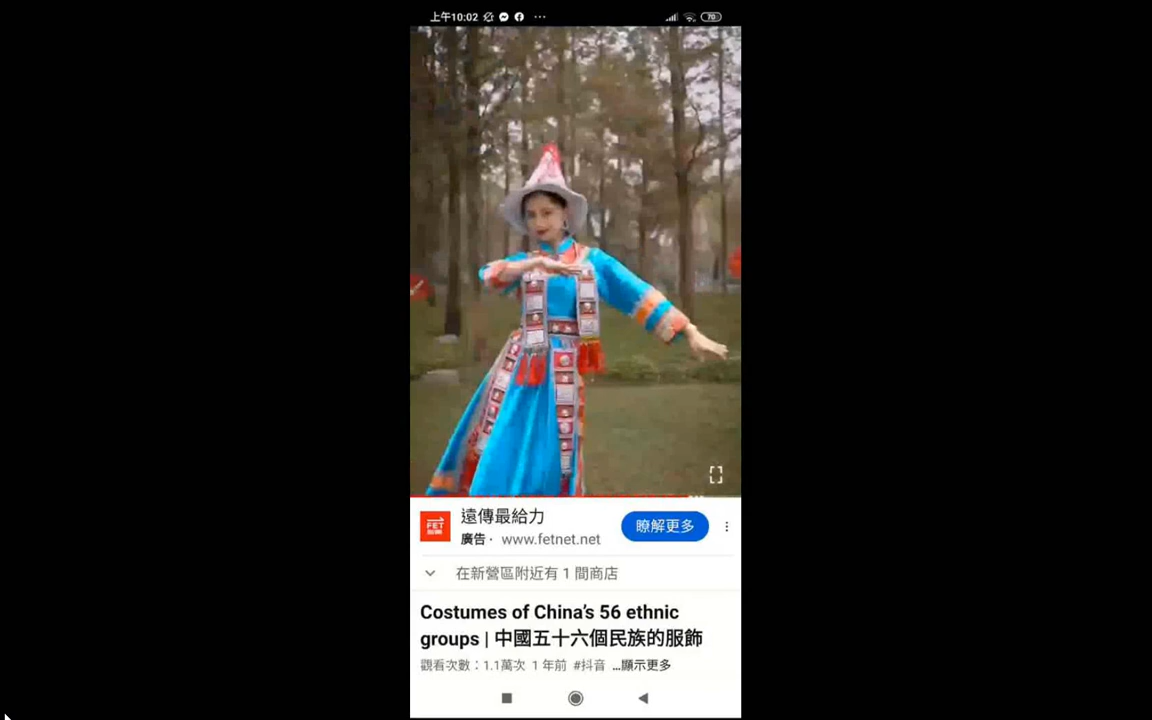 上午10:02
70
遠傳最給力
FET
廣告· www.fetnet.net
瞭解更多
在新營區附近有 1 間商店
Costumes of China’s 56 ethnic
groups | 中國五十六個民族的服飾
觀看次數：1.1萬次 1 年前 #抖音 ...顯示更多